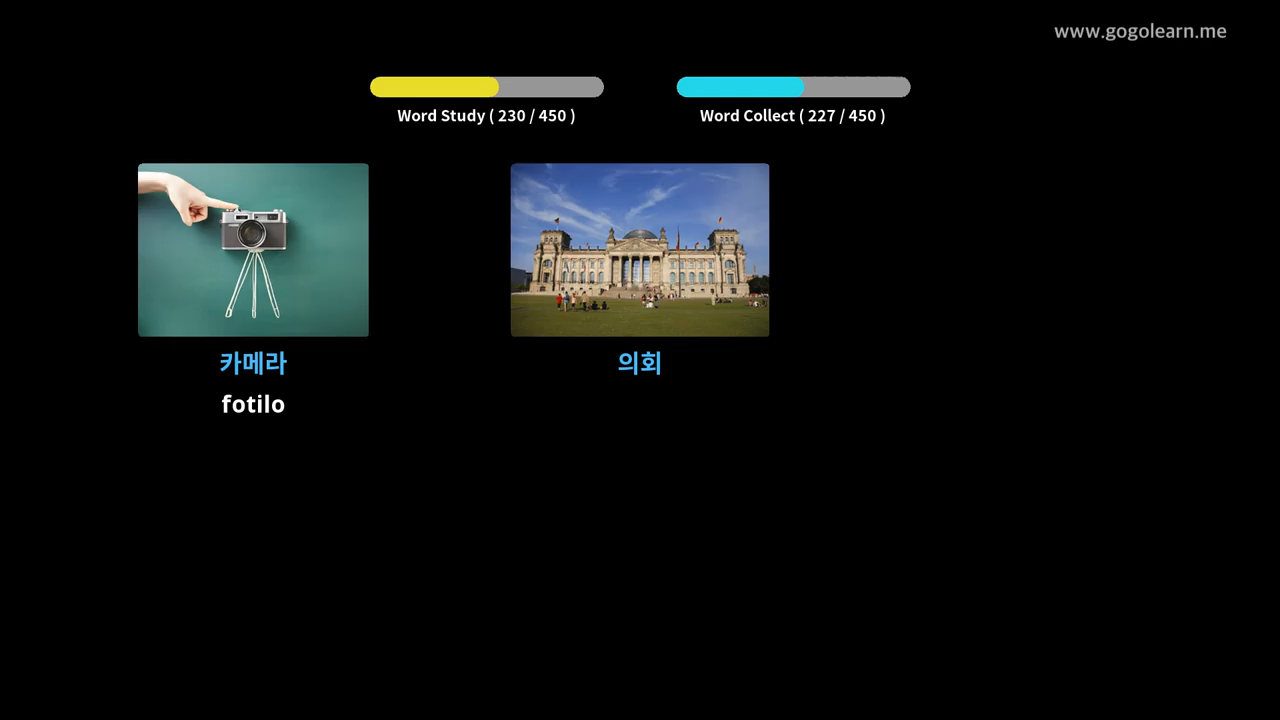 www.gogolearn.me
Word Study ( 230 / 450 )
Word Collect ( 227 / 450 )
카메라
의회
fotilo